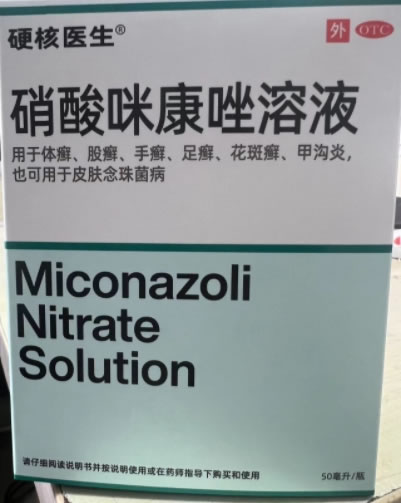 硬核医生®
外 OTC
硝酸咪康唑溶液
用于体癣、股癣、手癣、足癣、花斑癣、甲沟炎,
也可用于皮肤念珠菌病
Miconazoli
Nitrate
Solution
请仔细阅读说明书并按说明使用或在药师指导下购买和使用
50毫升/瓶